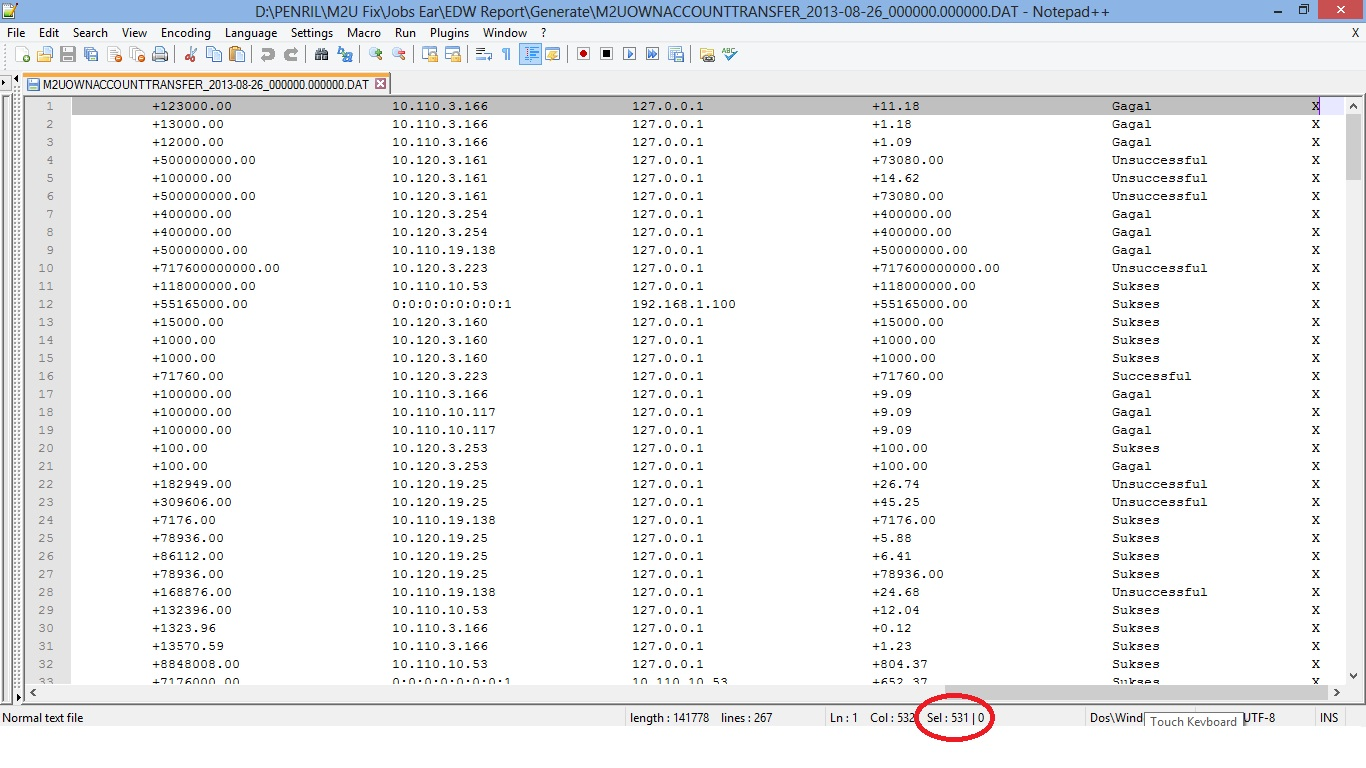 D:\PENRIL\M2U Fix\Jobs Ear\EDW Report\Generate\M2UOWNACCOUNTTRANSFER_2013-08-26_000000.000000.DAT - Notepad++
File Edit Search View Encoding Language Settings Macro Run Plugins Window ? X
M2UOWNACCOUNTTRANSFER_2013-08-26_000000.000000.DAT
1 +123000.00 10.110.3.166 127.0.0.1 +11.18 Gagal X
2 +13000.00 10.110.3.166 127.0.0.1 +1.18 Gagal X
3 +12000.00 10.110.3.166 127.0.0.1 +1.09 Gagal X
4 +500000000.00 10.120.3.161 127.0.0.1 +73080.00 Unsuccessful X
5 +100000.00 10.120.3.161 127.0.0.1 +14.62 Unsuccessful X
6 +500000000.00 10.120.3.161 127.0.0.1 +73080.00 Unsuccessful X
7 +400000.00 10.120.3.254 127.0.0.1 +400000.00 Gagal X
8 +400000.00 10.120.3.254 127.0.0.1 +400000.00 Gagal X
9 +50000000.00 10.110.19.138 127.0.0.1 +50000000.00 Gagal X
10 +717600000000.00 10.120.3.223 127.0.0.1 +717600000000.00 Unsuccessful X
11 +118000000.00 10.110.10.53 127.0.0.1 +118000000.00 Sukses X
12 +55165000.00 0:0:0:0:0:0:0:1 192.168.1.100 +55165000.00 Sukses X
13 +15000.00 10.120.3.160 127.0.0.1 +15000.00 Sukses X
14 +1000.00 10.120.3.160 127.0.0.1 +1000.00 Sukses X
15 +1000.00 10.120.3.160 127.0.0.1 +1000.00 Sukses X
16 +71760.00 10.120.3.223 127.0.0.1 +71760.00 Successful X
17 +100000.00 10.110.3.166 127.0.0.1 +9.09 Gagal X
18 +100000.00 10.110.10.117 127.0.0.1 +9.09 Gagal X
19 +100000.00 10.110.10.117 127.0.0.1 +9.09 Gagal X
20 +100.00 10.120.3.253 127.0.0.1 +100.00 Sukses X
21 +100.00 10.120.3.253 127.0.0.1 +100.00 Gagal X
22 +182949.00 10.120.19.25 127.0.0.1 +26.74 Unsuccessful X
23 +309606.00 10.120.19.25 127.0.0.1 +45.25 Unsuccessful X
24 +7176.00 10.110.19.138 127.0.0.1 +7176.00 Sukses X
25 +78936.00 10.120.19.25 127.0.0.1 +5.88 Sukses X
26 +86112.00 10.120.19.25 127.0.0.1 +6.41 Sukses X
27 +78936.00 10.120.19.25 127.0.0.1 +78936.00 Sukses X
28 +168876.00 10.110.19.138 127.0.0.1 +24.68 Unsuccessful X
29 +132396.00 10.110.10.53 127.0.0.1 +12.04 Sukses X
30 +1323.96 10.110.3.166 127.0.0.1 +0.12 Sukses X
31 +13570.59 10.110.3.166 127.0.0.1 +1.23 Sukses X
32 +8848008.00 10.110.10.53 127.0.0.1 +804.37 Sukses X
33 +7176000.00 0:0:0:0:0:0:0:1 10.110.10.53 +652.37 Sukses X
Normal text file length : 141778 lines : 267 Ln : 1 Col : 532 Sel : 531 | 0 Dos\Wind Touch Keyboard UTF-8 INS